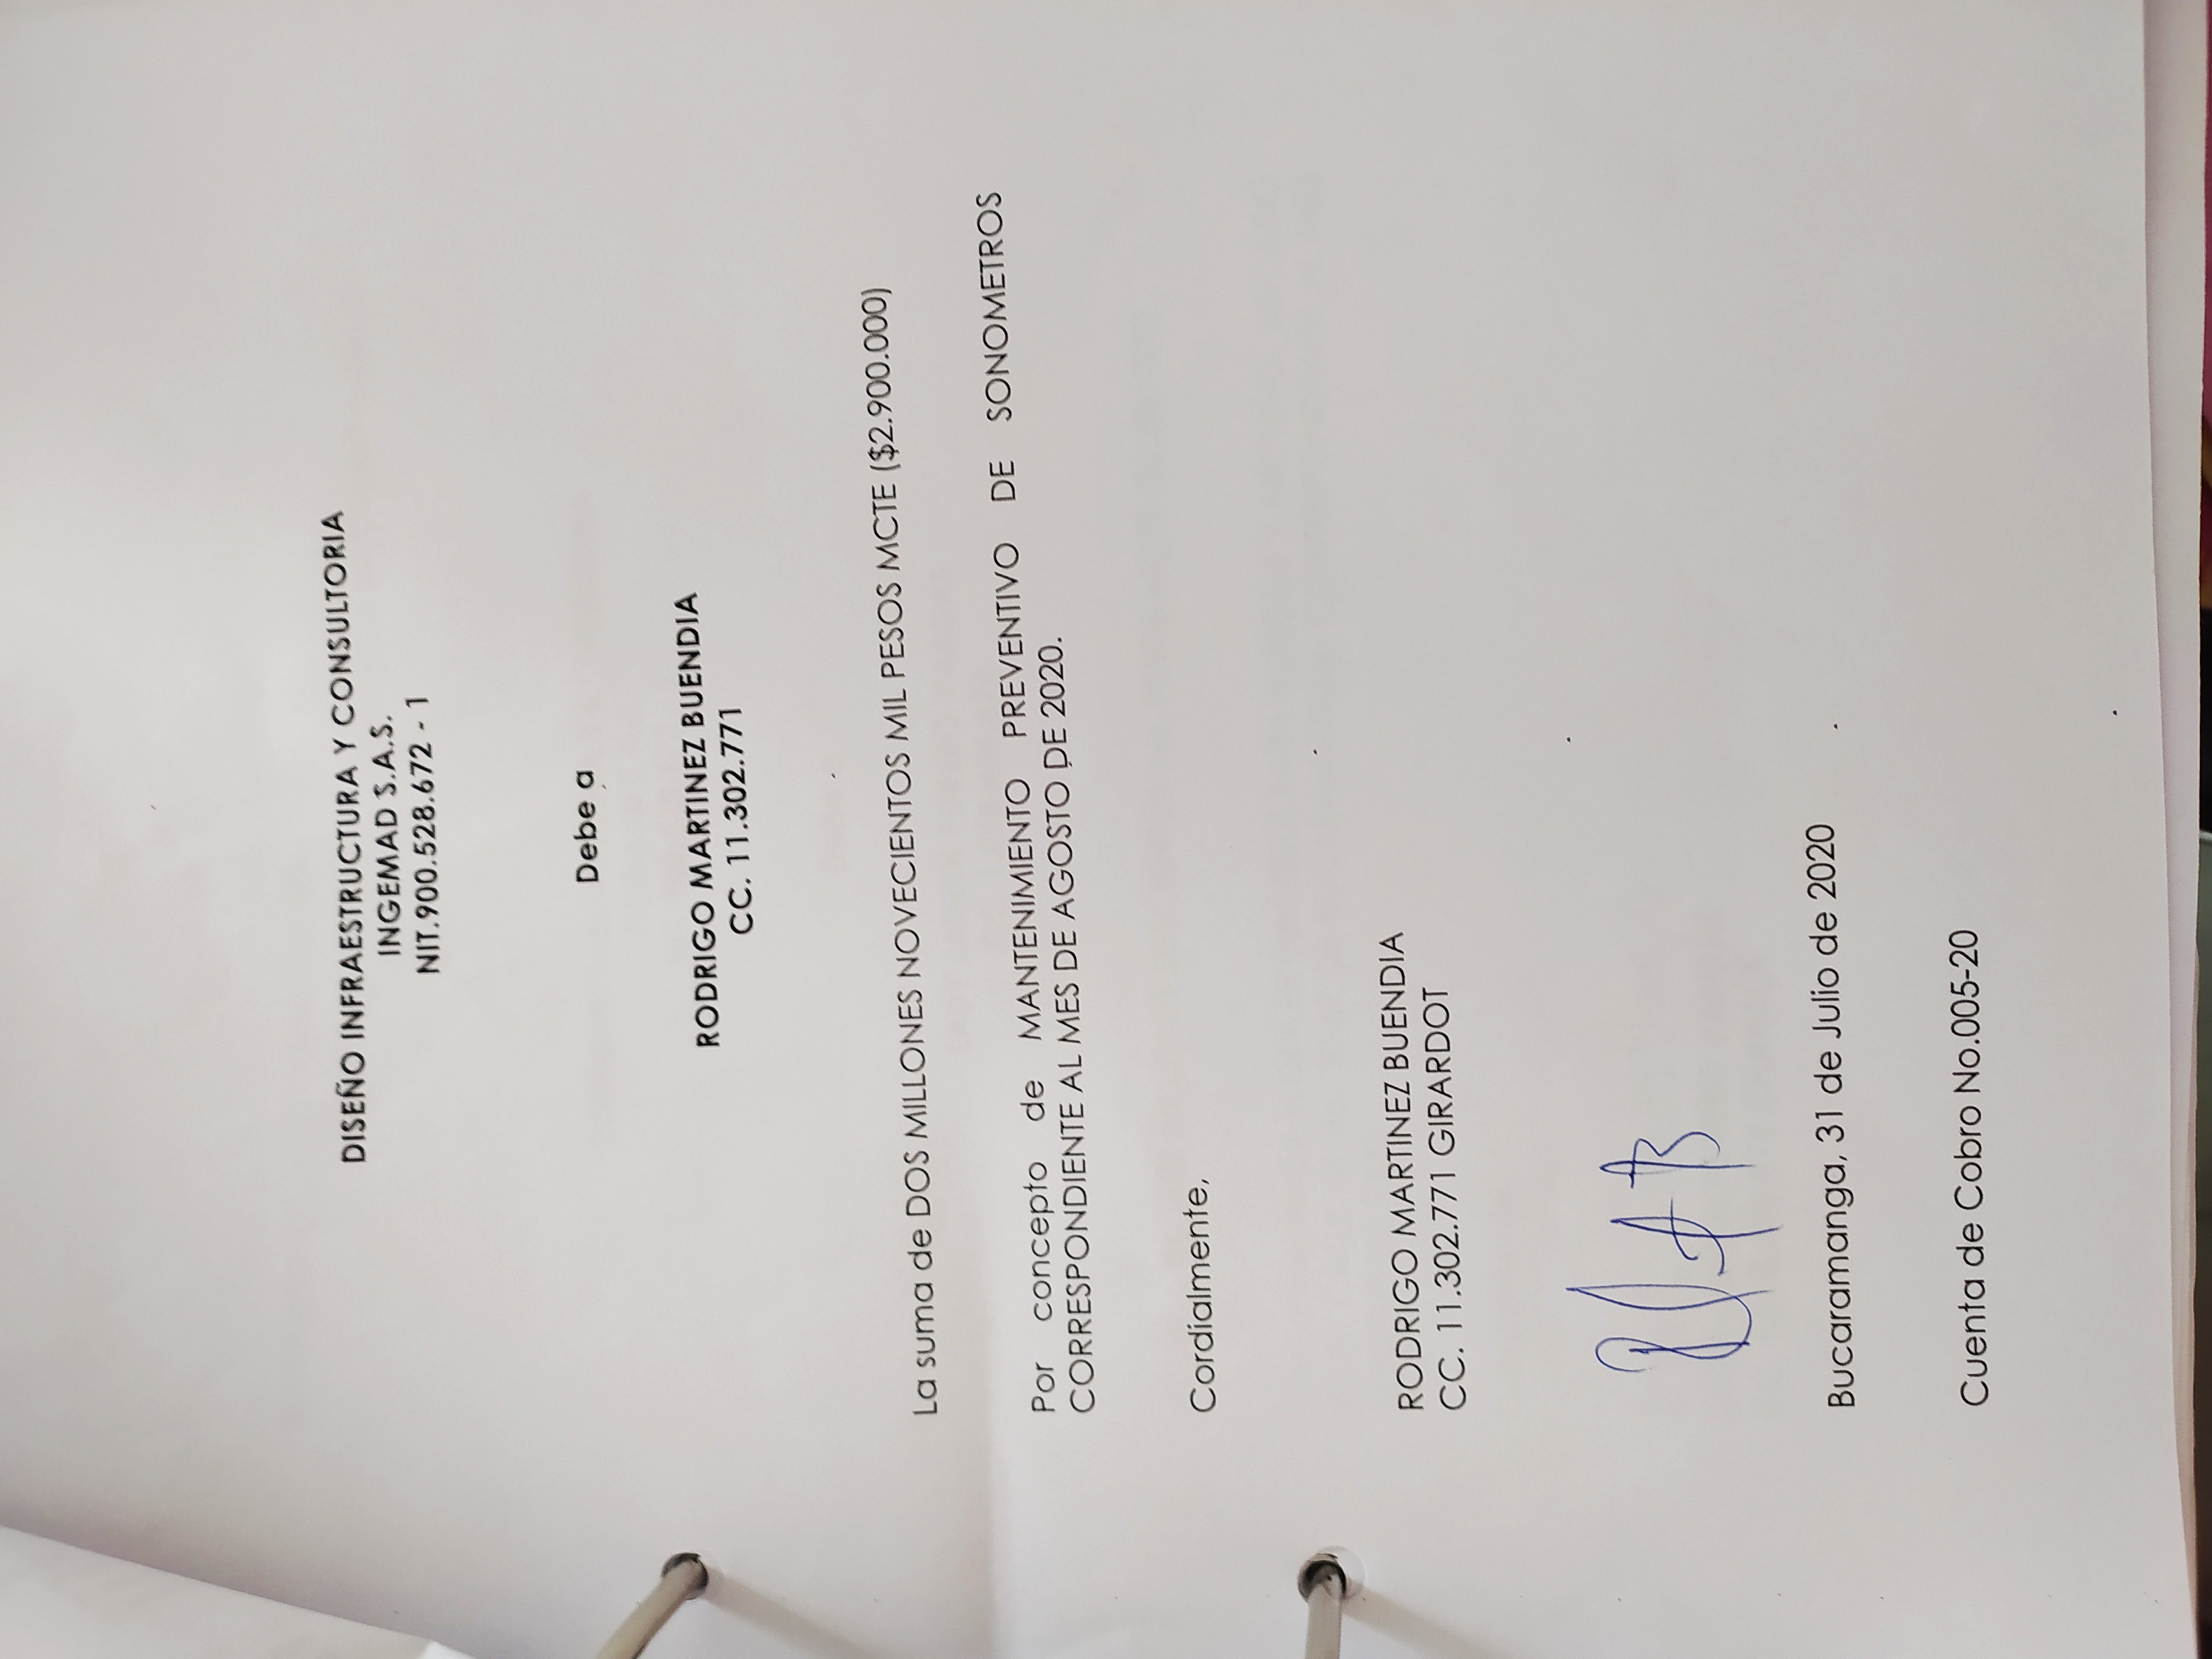 DISEÑO INFRAESTRUCTURA Y CONSULTORIA
INGEMAD S.A.S.
NIT.900.528.672 - 1
Debe a
RODRIGO MARTINEZ BUENDIA
CC. 11.302.771
La suma de DOS MILLONES NOVECIENTOS MIL PESOS MCTE ($2.900.000)
Por concepto de MANTENIMIENTO PREVENTIVO DE SONOMETROS
CORRESPONDIENTE AL MES DE AGOSTO DE 2020.
Cordialmente,
RODRIGO MARTINEZ BUENDIA
CC. 11.302.771 GIRARDOT
Bucaramanga, 31 de Julio de 2020
Cuenta de Cobro No.005-20